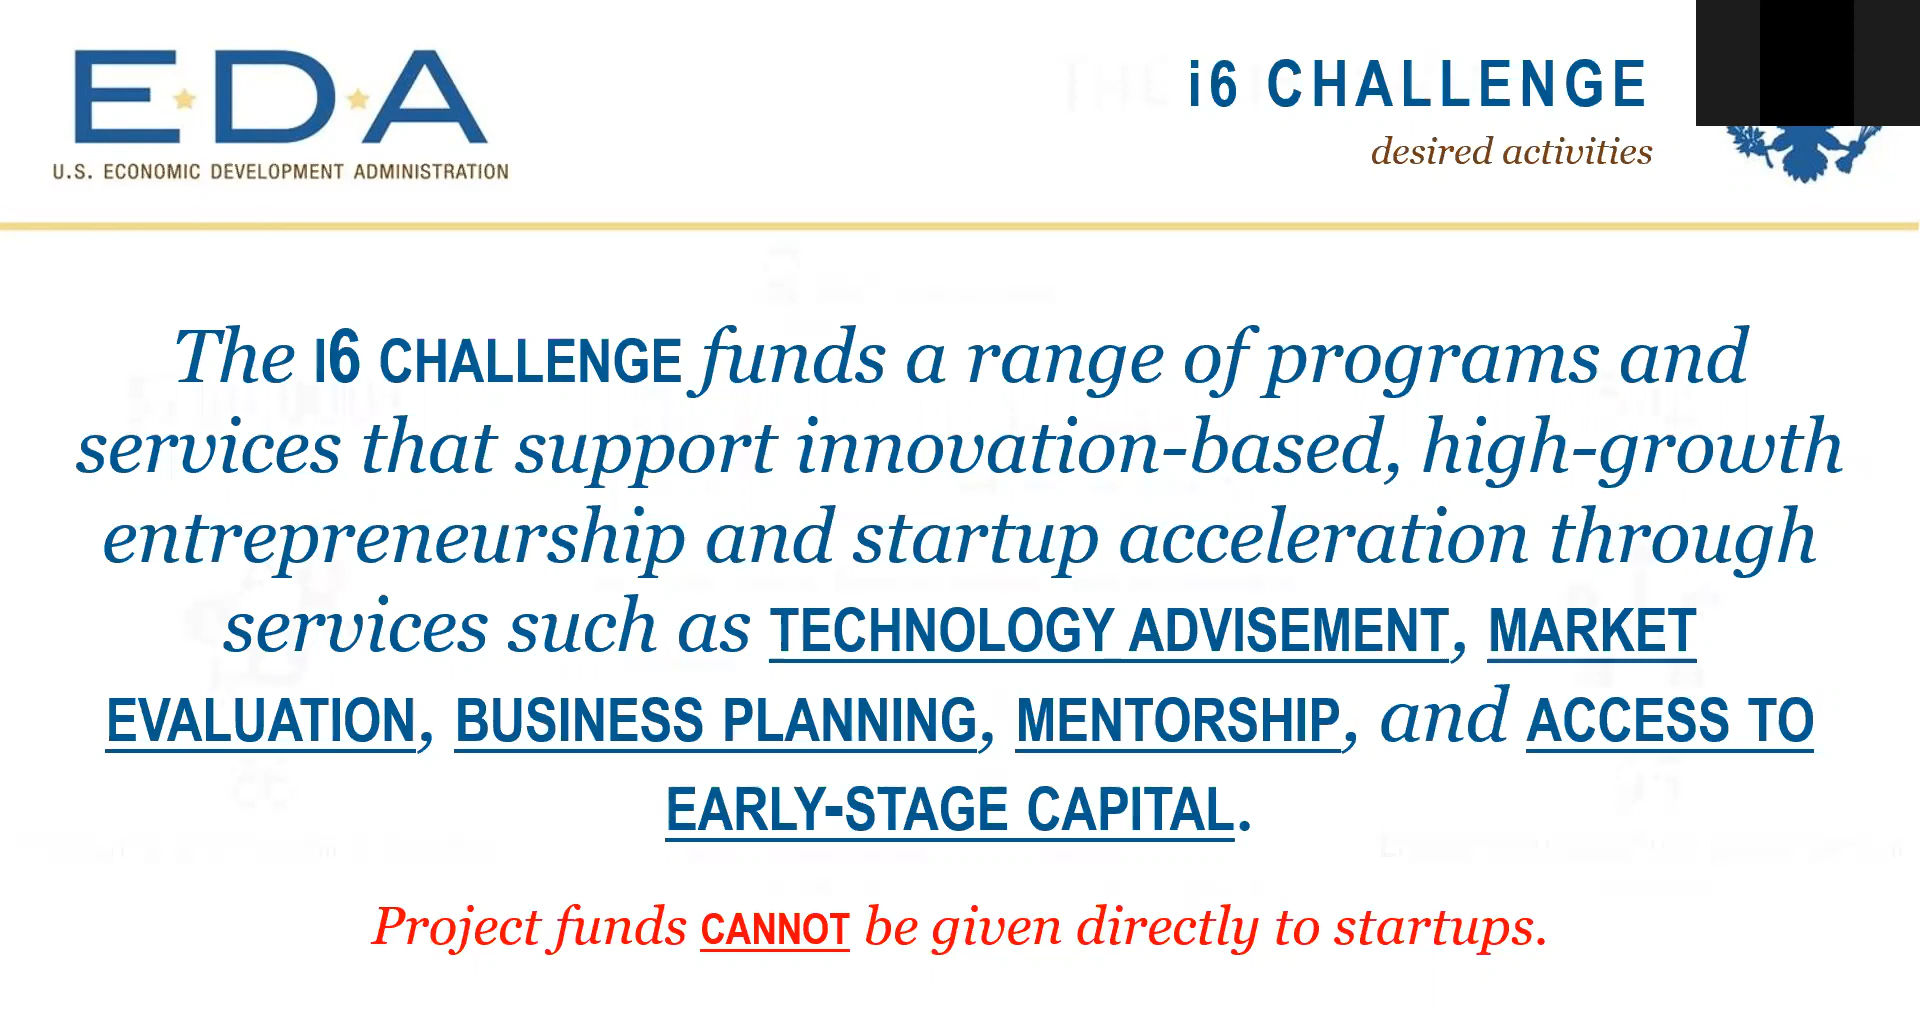 E★D★A
U.S. ECONOMIC DEVELOPMENT ADMINISTRATION
i6 CHALLENGE
desired activities
The I6 CHALLENGE funds a range of programs and
services that support innovation-based, high-growth
entrepreneurship and startup acceleration through
services such as TECHNOLOGY ADVISEMENT, MARKET
EVALUATION, BUSINESS PLANNING, MENTORSHIP, and ACCESS TO
EARLY-STAGE CAPITAL.
Project funds CANNOT be given directly to startups.